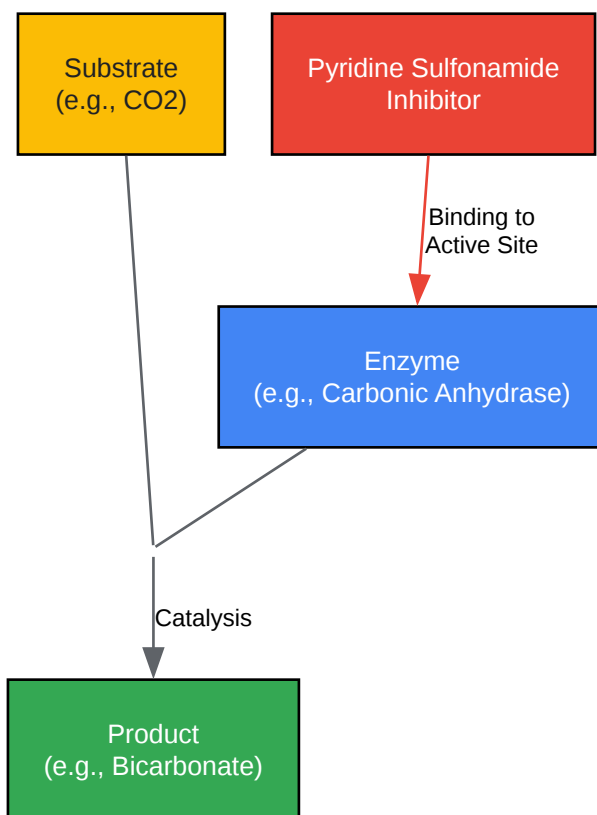 Substrate
(e.g., CO2)
Pyridine Sulfonamide
Inhibitor
Binding to
Active Site
Enzyme
(e.g., Carbonic Anhydrase)
Catalysis
Product
(e.g., Bicarbonate)